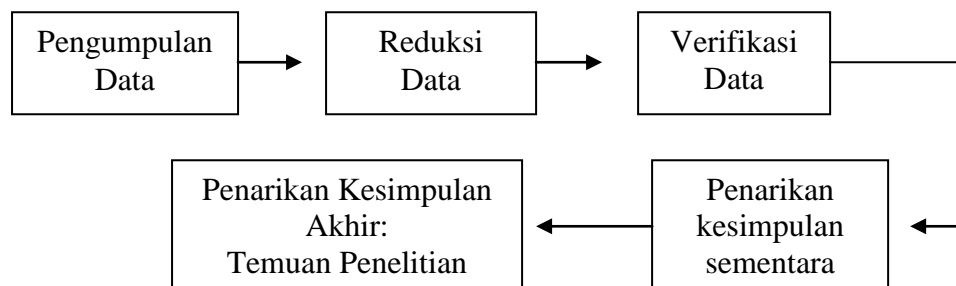 Pengumpulan
Data
Reduksi
Data
Verifikasi
Data
Penarikan
kesimpulan
sementara
Penarikan Kesimpulan
Akhir:
Temuan Penelitian